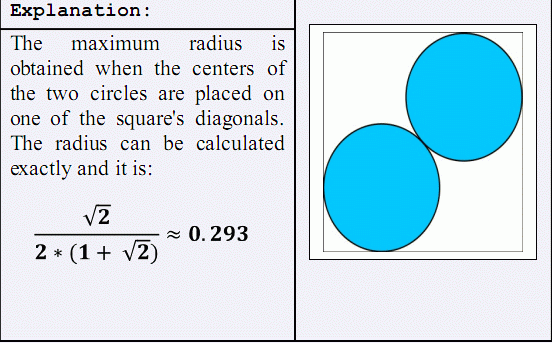 Explanation:
The maximum radius is
obtained when the centers of
the two circles are placed on
one of the square's diagonals.
The radius can be calculated
exactly and it is:
√2
2 * (1 + √2)
≈ 0.293